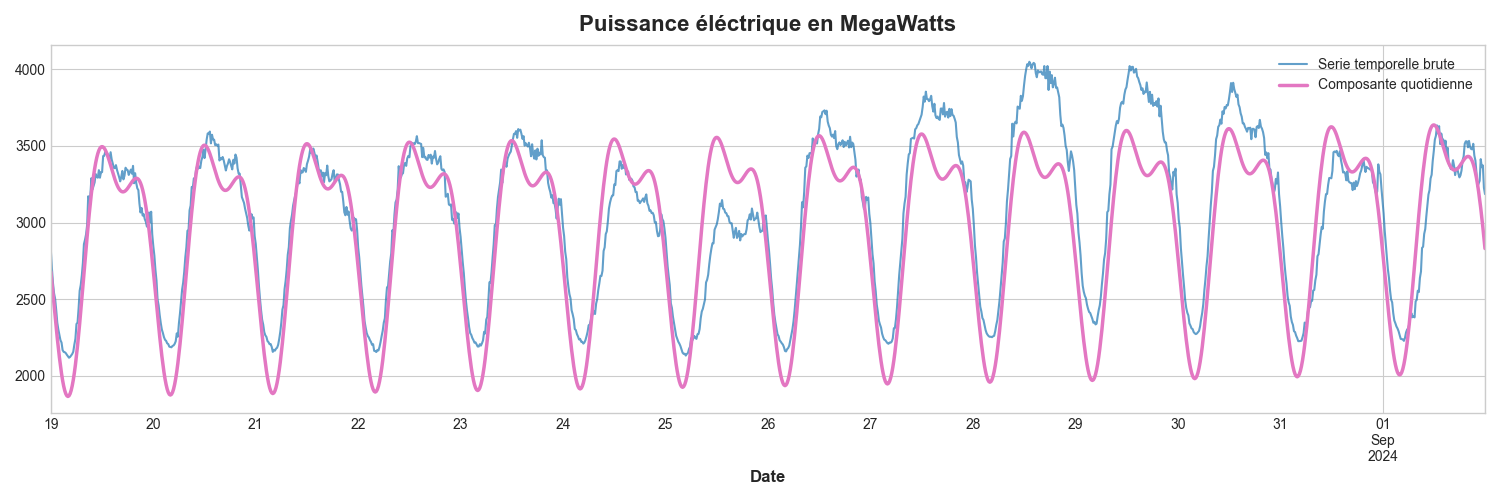 Puissance éléctrique en MegaWatts
Serie temporelle brute
Composante quotidienne
4000
3500
3000
2500
2000
19 20 21 22 23 24 25 26 27 28 29 30 31 01
Sep
2024
Date